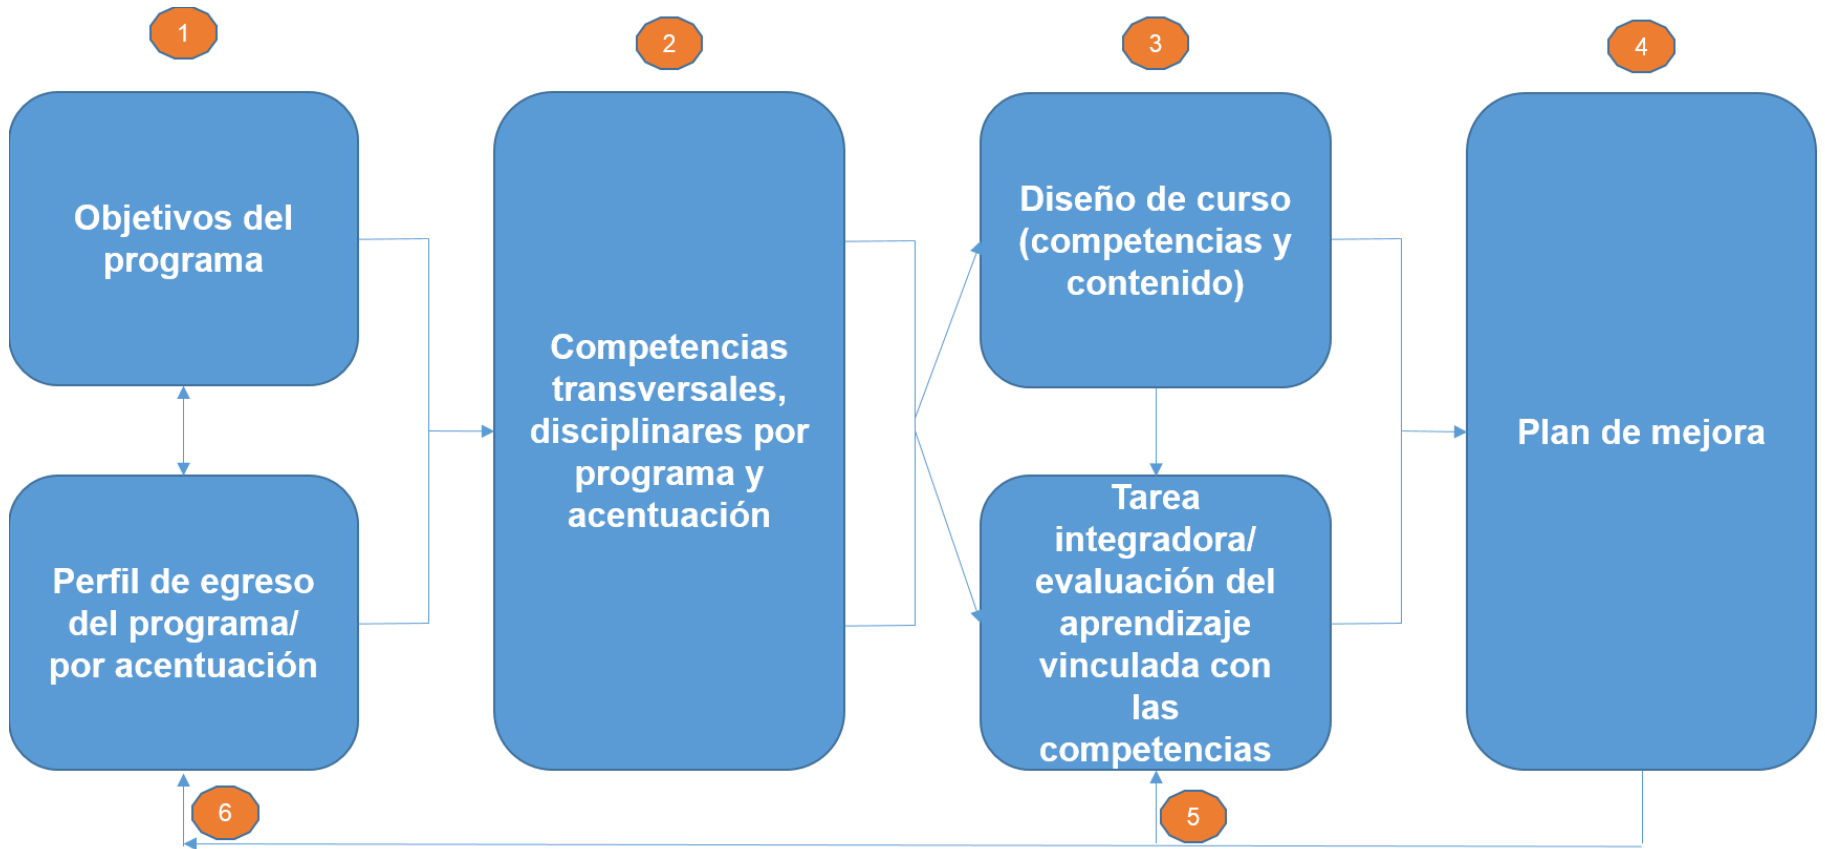 1
2
3
4
Objetivos del
programa
Perfil de egreso
del programa/
por acentuación
Competencias
transversales,
disciplinares por
programa y
acentuación
Diseño de curso
(competencias y
contenido)
Tarea
integradora/
evaluación del
aprendizaje
vinculada con
las
competencias
Plan de mejora
6
5